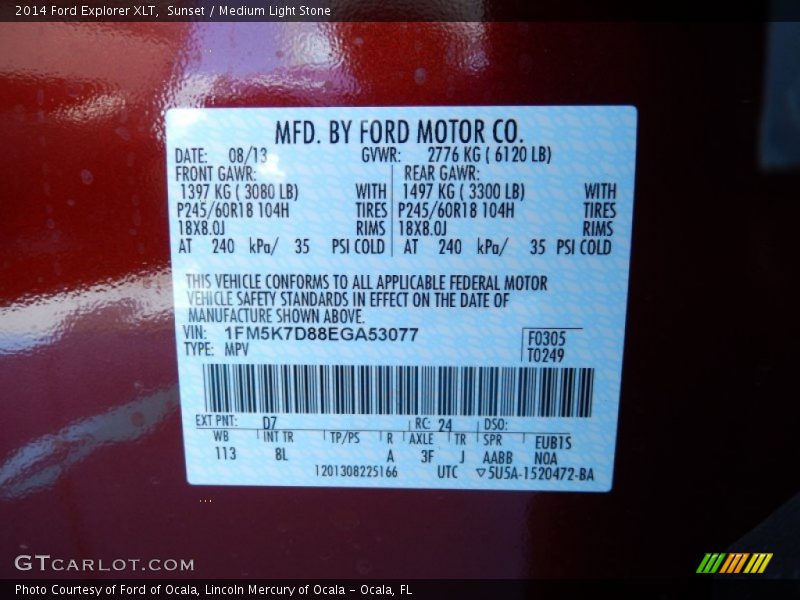 2014 Ford Explorer XLT,  Sunset / Medium Light Stone
MFD. BY FORD MOTOR CO.
DATE: 08/13 GVWR: 2776 KG ( 6120 LB)
FRONT GAWR: REAR GAWR:
1397 KG ( 3080 LB) WITH 1497 KG ( 3300 LB) WITH
P245/60R18 104H TIRES P245/60R18 104H TIRES
18X8.0J RIMS 18X8.0J RIMS
AT 240 kPa/ 35 PSI COLD AT 240 kPa/ 35 PSI COLD
THIS VEHICLE CONFORMS TO ALL APPLICABLE FEDERAL MOTOR
VEHICLE SAFETY STANDARDS IN EFFECT ON THE DATE OF
MANUFACTURE SHOWN ABOVE.
VIN: 1FM5K7D88EGA53077 F0305
TYPE: MPV T0249
EXT PNT: D7 RC: 24 DSO:
WB INT TR TP/PS R AXLE TR SPR EUB1S
113 8L A 3F J AABB NOA
1201308225166 UTC ▽5U5A-1520472-BA
GTCARLOT.COM
Photo Courtesy of Ford of Ocala, Lincoln Mercury of Ocala - Ocala, FL